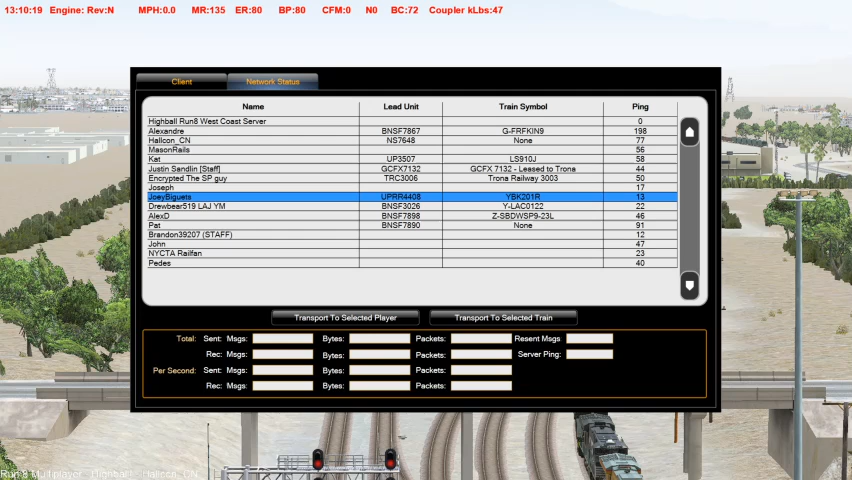 13:10:19 Engine: Rev:N MPH:0.0 MR:135 ER:80 BP:80 CFM:0 N0 BC:72 Coupler kLbs:47
Client Network Status
Name Lead Unit Train Symbol Ping
Highball Run8 West Coast Server 0
Alexandre BNSF7867 G-FRFKIN9 198
Hallcon_CN NS7648 None 77
MasonRails 56
Kat UP3507 LS910J 58
Justin Sandlin [Staff] GCFX7132 GCFX 7132 - Leased to Trona 44
Encrypted The SP guy TRC3006 Trona Railway 3003 50
Joseph 17
JoeyBiguets UPRR4408 YBK201R 13
Drewbear519 LAJ YM BNSF3026 Y-LAC0122 22
AlexD BNSF7898 Z-SBDWSP9-23L 46
Pat BNSF7890 None 91
Brandon39207 (STAFF) 12
John 47
NYCTA Railfan 23
Pedes 40
Transport To Selected Player Transport To Selected Train
Total: Sent: Msgs: Bytes: Packets: Resent Msgs
Rec: Msgs: Bytes: Packets: Server Ping:
Per Second: Sent: Msgs: Bytes: Packets:
Rec: Msgs: Bytes: Packets:
Run 8 Multiplayer Highball Hallcon_CN